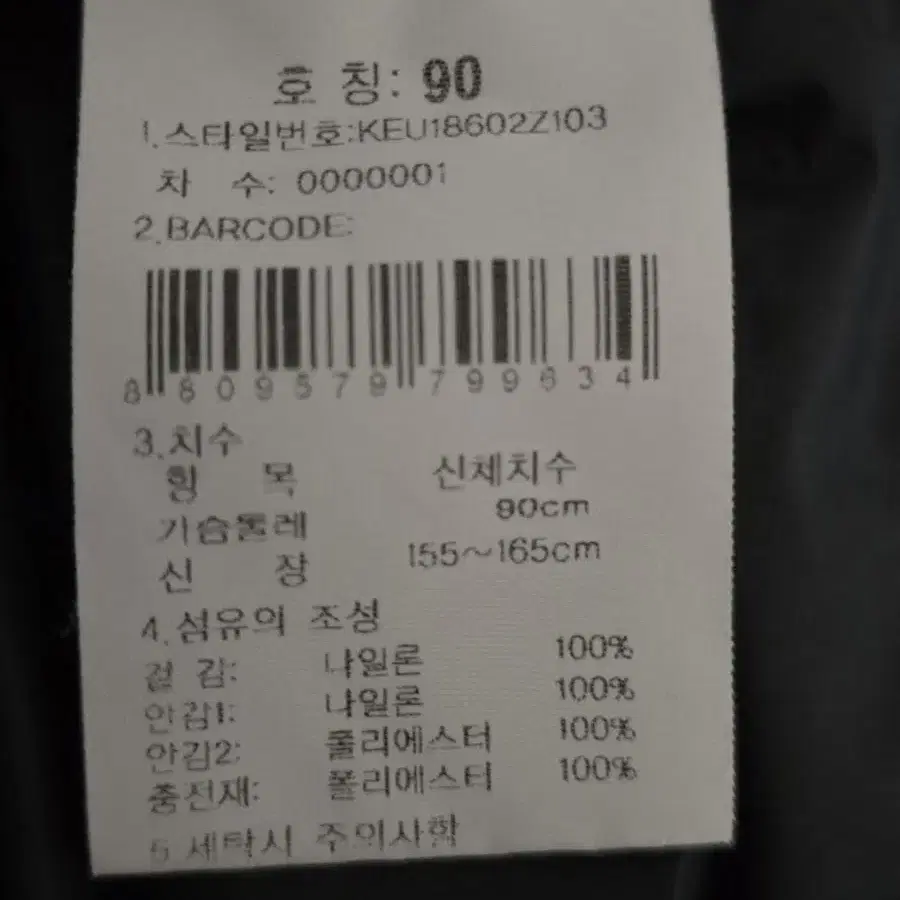 호 칭: 90
1.스타일번호:KEU18602Z103
차 수: 0000001
2.BARCODE:
8 809579 799634
3.치수
항 목 신체치수
가슴둘레 90cm
신 장 155~165cm
4.섬유의 조성
겉 감: 나일론 100%
안감1: 나일론 100%
안감2: 폴리에스터 100%
충전재: 폴리에스터 100%
5.세탁시 주의사항